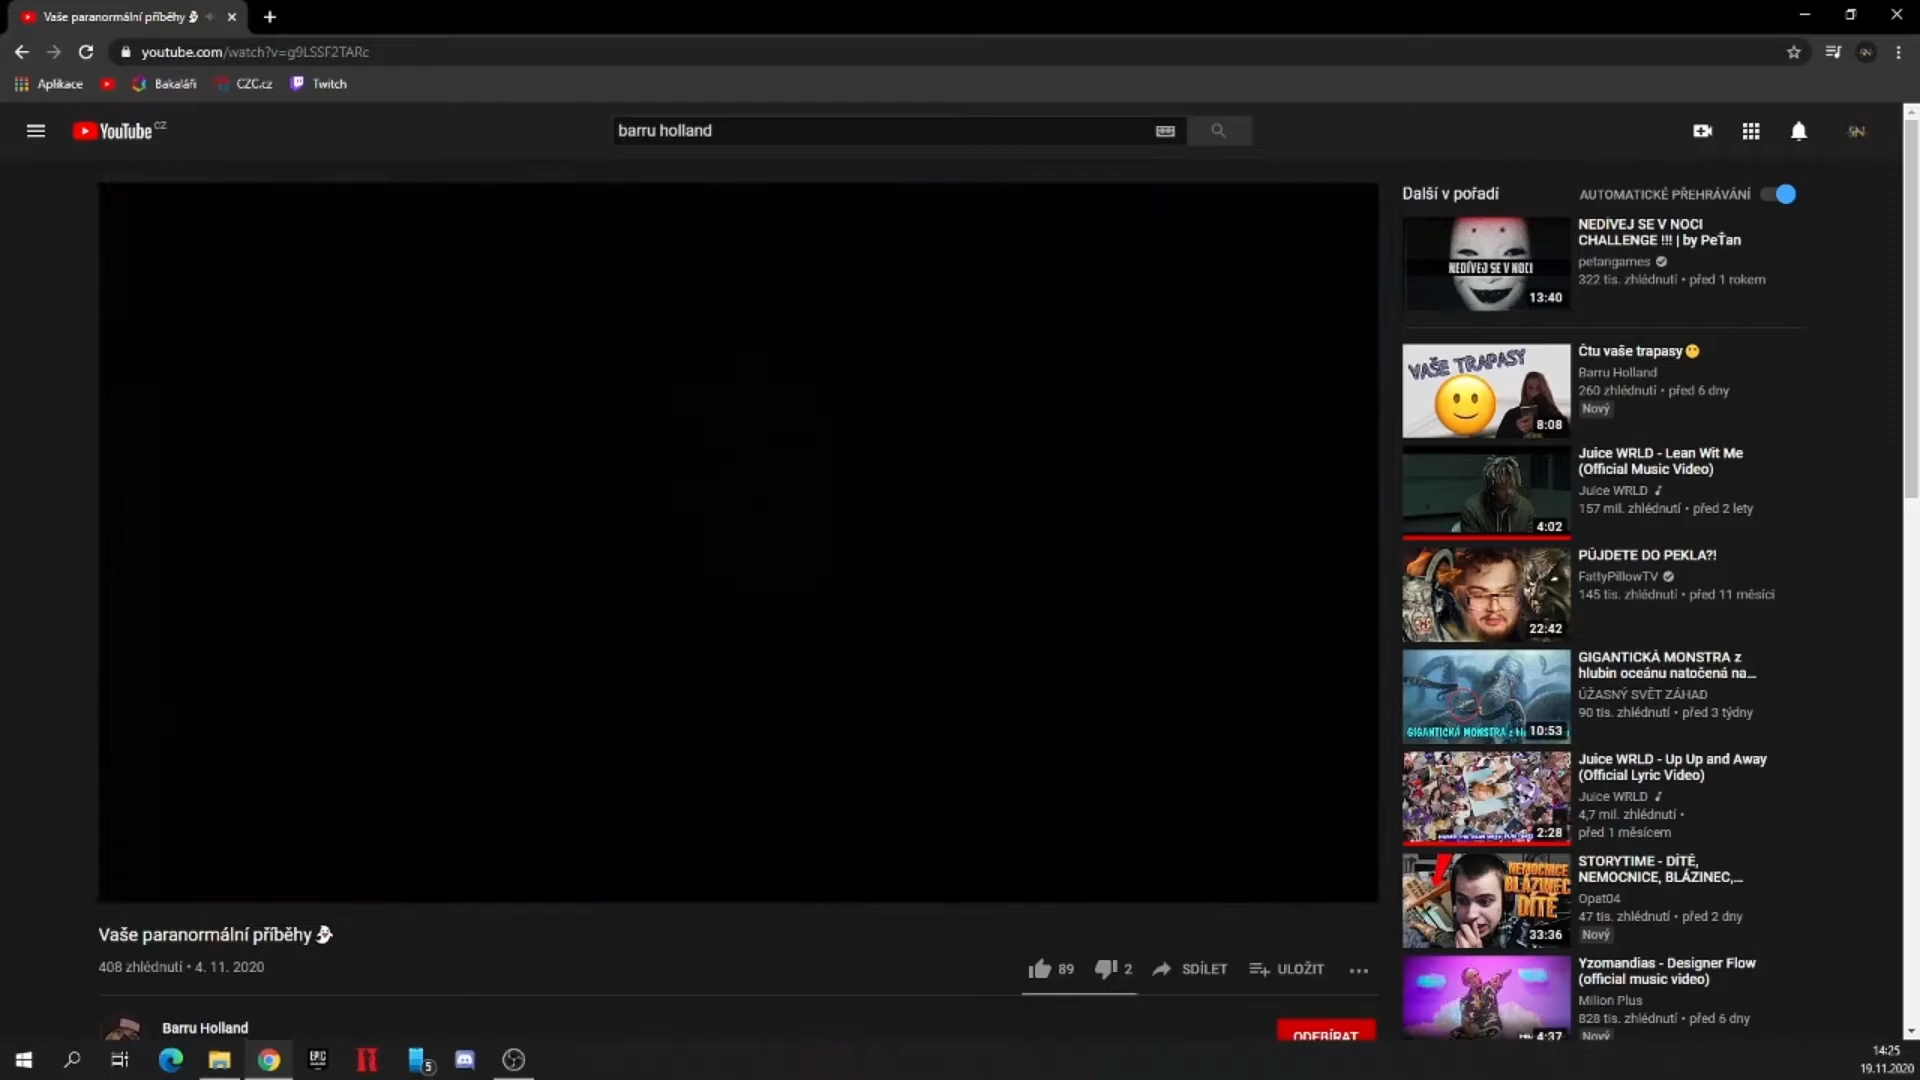 Vaše paranormální příběhy
youtube.com/watch?v=g9LSSF2TARc
Aplikace
Bakaláři
CZC.cz
Twitch
YouTube CZ
barru holland
SN
Další v pořadí
AUTOMATICKÉ PŘEHRÁVÁNÍ
NEDÍVEJ SE V NOCI
13:40
NEDÍVEJ SE V NOCI
CHALLENGE !!! | by PeŤan
petangames
322 tis. zhlédnutí • před 1 rokem
VAŠE TRAPASY
8:08
Čtu vaše trapasy
Barru Holland
260 zhlédnutí • před 6 dny
Nový
4:02
Juice WRLD - Lean Wit Me
(Official Music Video)
Juice WRLD
157 mil. zhlédnutí • před 2 lety
22:42
PŮJDETE DO PEKLA?!
FattyPillowTV
145 tis. zhlédnutí • před 11 měsíci
GIGANTICKÁ MONSTRA z
10:53
GIGANTICKÁ MONSTRA z
hlubin oceánu natočená na...
ÚŽASNÝ SVĚT ZÁHAD
90 tis. zhlédnutí • před 3 týdny
2:28
Juice WRLD - Up Up and Away
(Official Lyric Video)
Juice WRLD
4,7 mil. zhlédnutí •
před 1 měsícem
NEMOCNICE
BLÁZINEC
DÍTĚ
33:36
STORYTIME - DÍTĚ,
NEMOCNICE, BLÁZINEC,...
Opat04
47 tis. zhlédnutí • před 2 dny
Nový
4:37
Yzomandias - Designer Flow
(official music video)
Milion Plus
828 tis. zhlédnutí • před 6 dny
Nový
Vaše paranormální příběhy
408 zhlédnutí • 4. 11. 2020
89
2
SDÍLET
ULOŽIT
Barru Holland
ODEBÍRAT
EPIC
5
14:25
19.11.2020